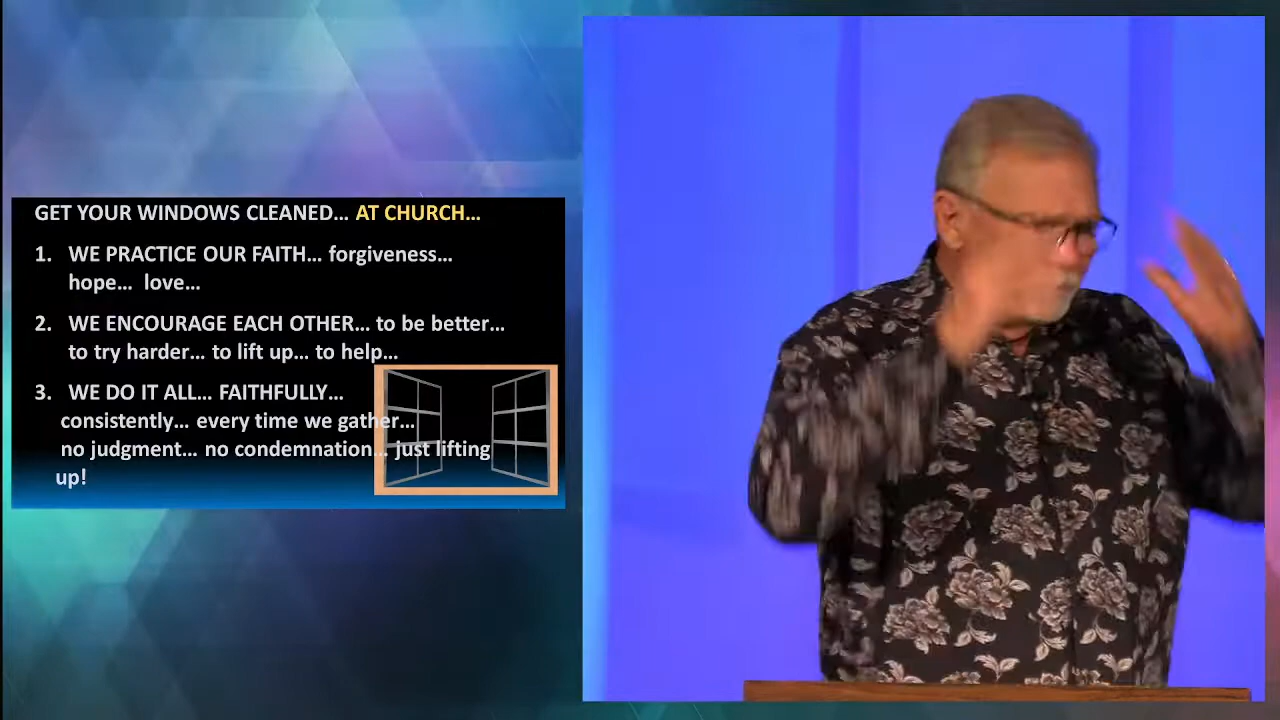 GET YOUR WINDOWS CLEANED... AT CHURCH...
1. WE PRACTICE OUR FAITH... forgiveness...
hope... love...
2. WE ENCOURAGE EACH OTHER... to be better...
to try harder... to lift up... to help...
3. WE DO IT ALL... FAITHFULLY...
consistently... every time we gather...
no judgment... no condemnation... just lifting
up!